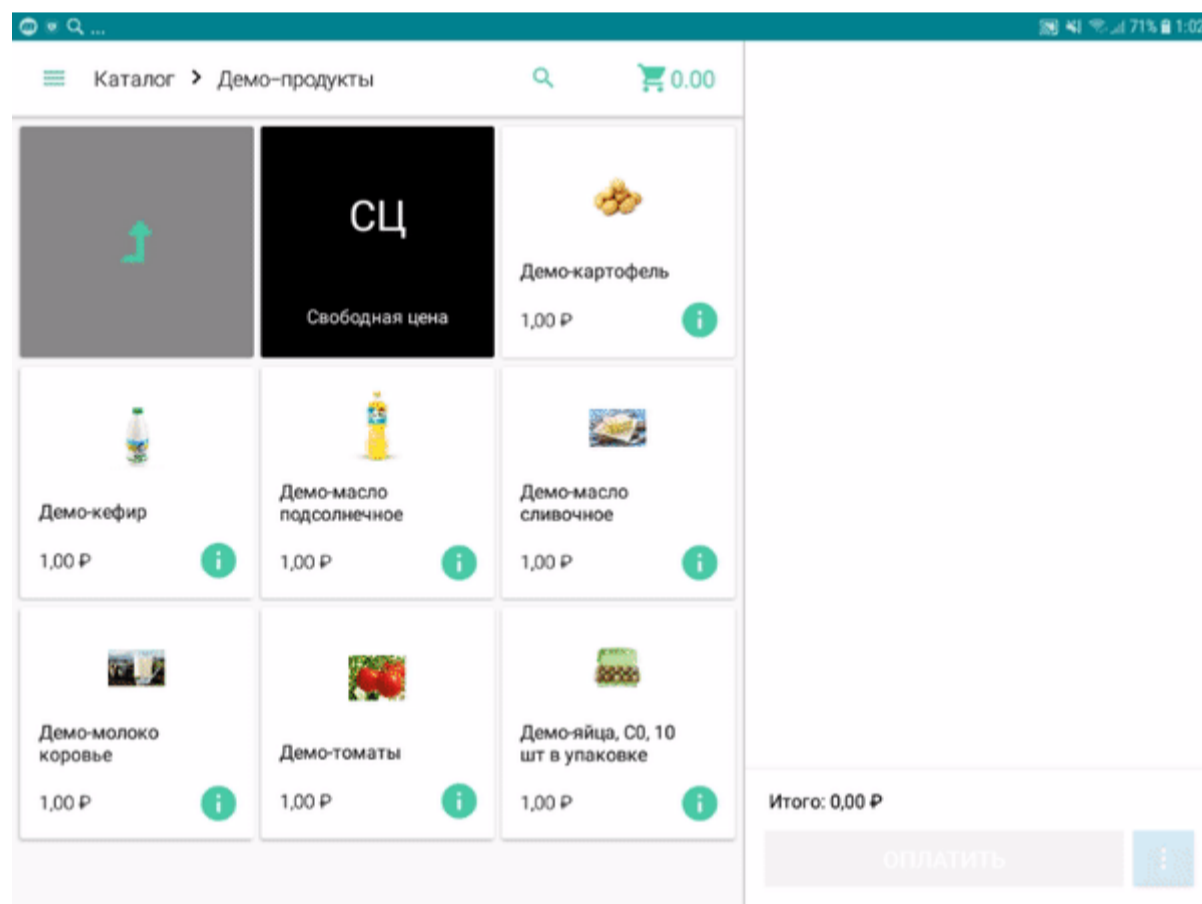 ...
71% 1:02
Каталог > Демо-продукты
0.00
СЦ
Свободная цена
Демо-картофель
1,00 ₽
Демо-кефир
1,00 ₽
Демо-масло
подсолнечное
1,00 ₽
Демо-масло
сливочное
1,00 ₽
Демо-молоко
коровье
1,00 ₽
Демо-томаты
1,00 ₽
Демо-яйца, С0, 10
шт в упаковке
1,00 ₽
Итого: 0,00 ₽
ОПЛАТИТЬ